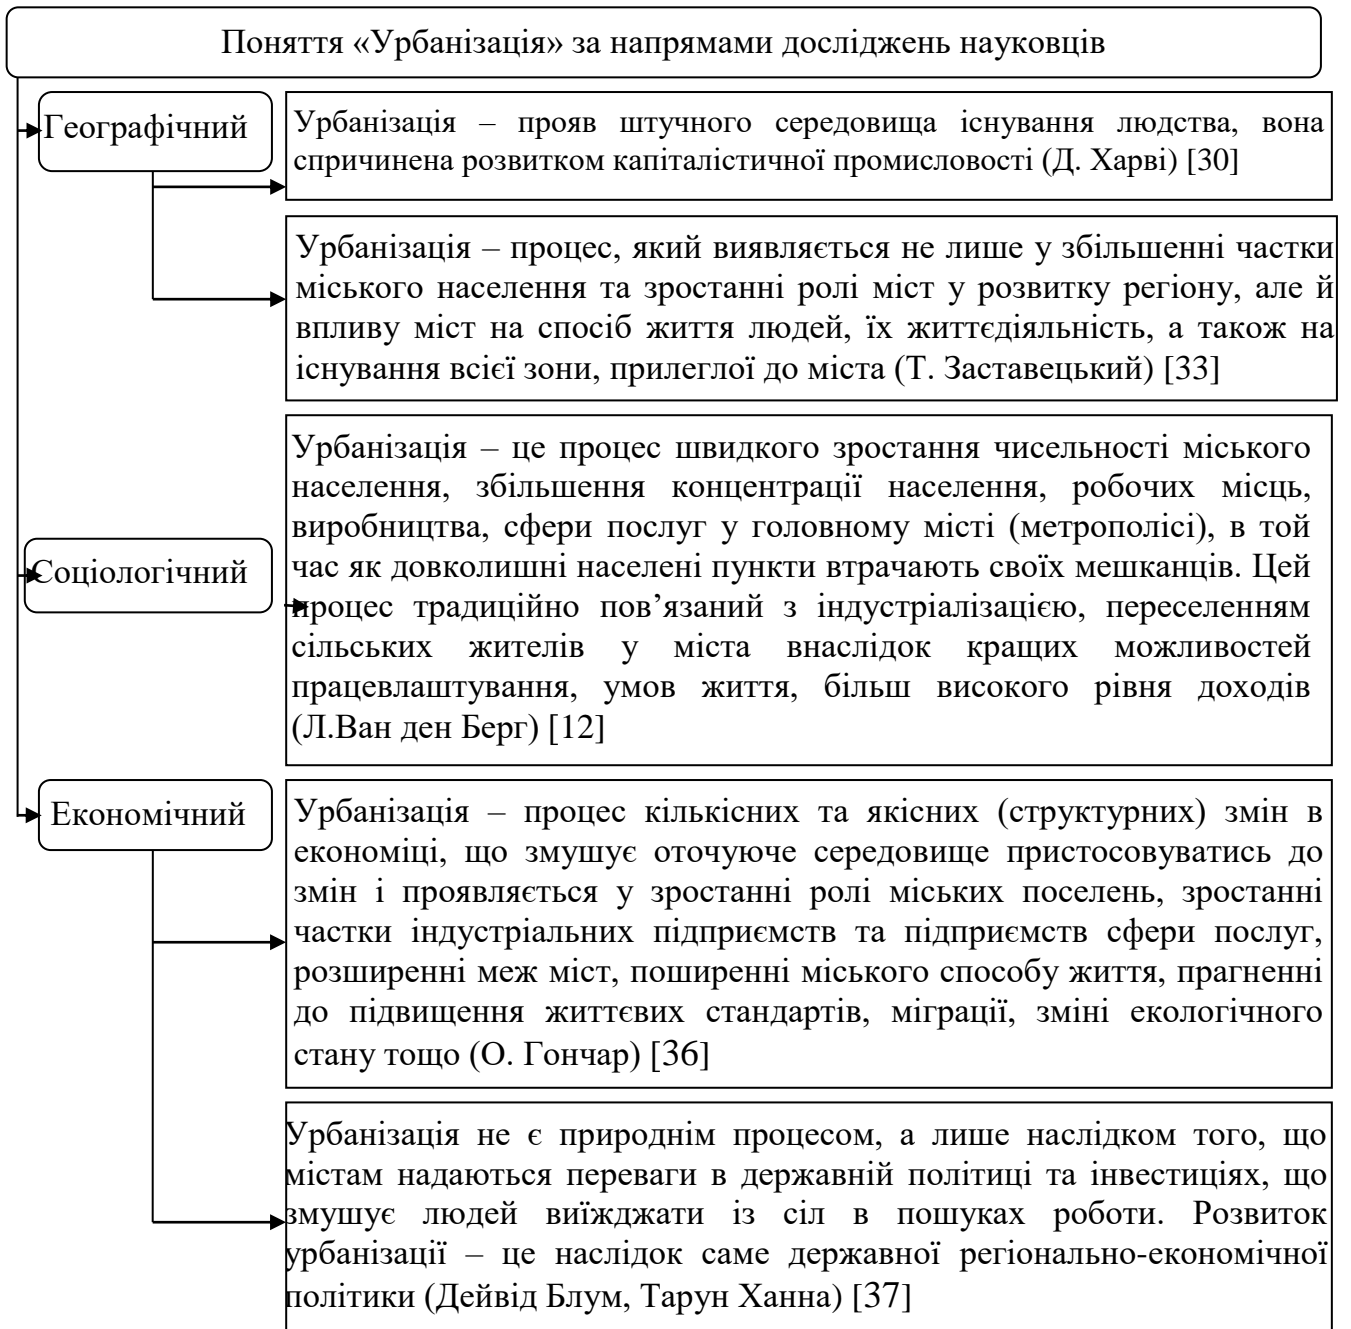 Поняття «Урбанізація» за напрямами досліджень науковців
Географічний
Урбанізація – прояв штучного середовища існування людства, вона
спричинена розвитком капіталістичної промисловості (Д. Харві) [30]
Урбанізація – процес, який виявляється не лише у збільшенні частки
міського населення та зростанні ролі міст у розвитку регіону, але й
впливу міст на спосіб життя людей, їх життєдіяльність, а також на
існування всієї зони, прилеглої до міста (Т. Заставецький) [33]
Соціологічний
Урбанізація – це процес швидкого зростання чисельності міського
населення, збільшення концентрації населення, робочих місць,
виробництва, сфери послуг у головному місті (метрополісі), в той
час як довколишні населені пункти втрачають своїх мешканців. Цей
процес традиційно пов’язаний з індустріалізацією, переселенням
сільських жителів у міста внаслідок кращих можливостей
працевлаштування, умов життя, більш високого рівня доходів
(Л.Ван ден Берг) [12]
Економічний
Урбанізація – процес кількісних та якісних (структурних) змін в
економіці, що змушує оточуюче середовище пристосовуватись до
змін і проявляється у зростанні ролі міських поселень, зростанні
частки індустріальних підприємств та підприємств сфери послуг,
розширенні меж міст, поширенні міського способу життя, прагненні
до підвищення життєвих стандартів, міграції, зміні екологічного
стану тощо (О. Гончар) [36]
Урбанізація не є природнім процесом, а лише наслідком того, що
містам надаються переваги в державній політиці та інвестиціях, що
змушує людей виїжджати із сіл в пошуках роботи. Розвиток
урбанізації – це наслідок саме державної регіонально-економічної
політики (Дейвід Блум, Тарун Ханна) [37]